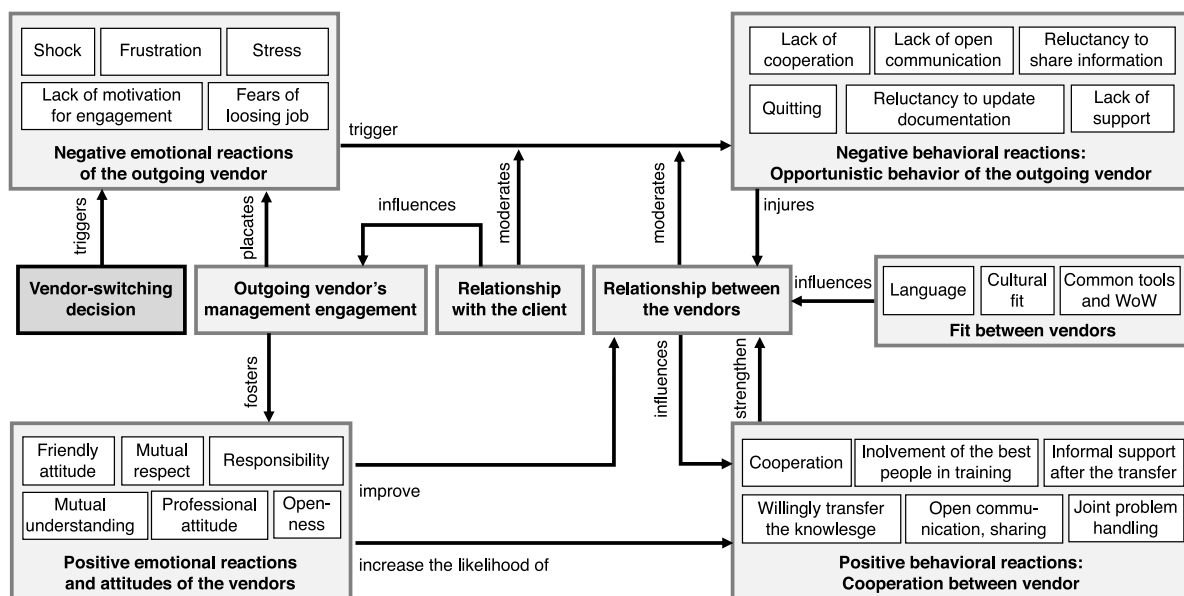 Shock
Frustration
Stress
Lack of motivation
for engagement
Fears of
loosing job
Negative emotional reactions
of the outgoing vendor
trigger
Lack of
cooperation
Lack of open
communication
Reluctancy to
share information
Quitting
Reluctancy to update
documentation
Lack of
support
Negative behavioral reactions:
Opportunistic behavior of the outgoing vendor
triggers
placates
influences
moderates
moderates
injures
Vendor-switching
decision
Outgoing vendor's
management engagement
Relationship
with the client
Relationship between
the vendors
influences
Language
Cultural
fit
Common tools
and WoW
Fit between vendors
fosters
influences
strengthen
Friendly
attitude
Mutual
respect
Responsibility
Mutual
understanding
Professional
attitude
Open-
ness
Positive emotional reactions
and attitudes of the vendors
improve
increase the likelihood of
Cooperation
Inolvement of the best
people in training
Informal support
after the transfer
Willingly transfer
the knowlesge
Open commu-
nication, sharing
Joint problem
handling
Positive behavioral reactions:
Cooperation between vendor